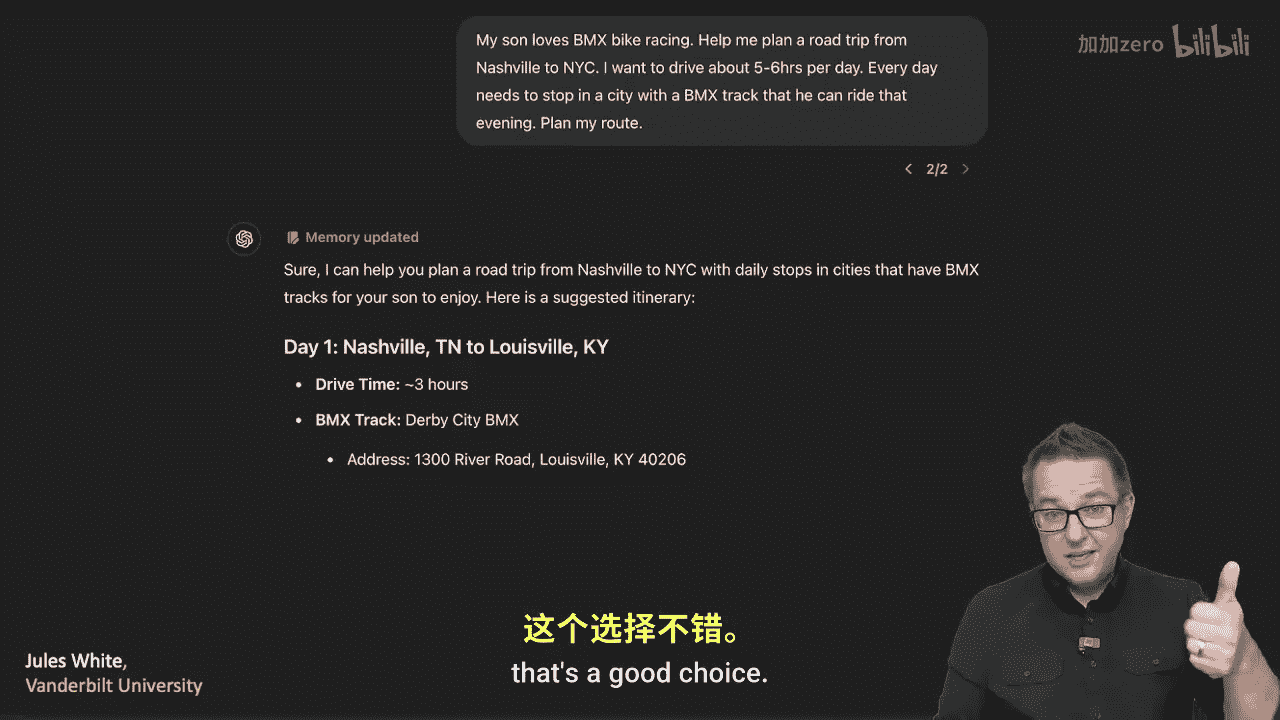 My son loves BMX bike racing. Help me plan a road trip from
Nashville to NYC. I want to drive about 5-6hrs per day. Every day
needs to stop in a city with a BMX track that he can ride that
evening. Plan my route.
加加zero bilibili
2/2
Memory updated
Sure, I can help you plan a road trip from Nashville to NYC with daily stops in cities that have BMX
tracks for your son to enjoy. Here is a suggested itinerary:
Day 1: Nashville, TN to Louisville, KY
• Drive Time: ~3 hours
• BMX Track: Derby City BMX
• Address: 1300 River Road, Louisville, KY 40206
这个选择不错。
that's a good choice.
Jules White,
Vanderbilt University